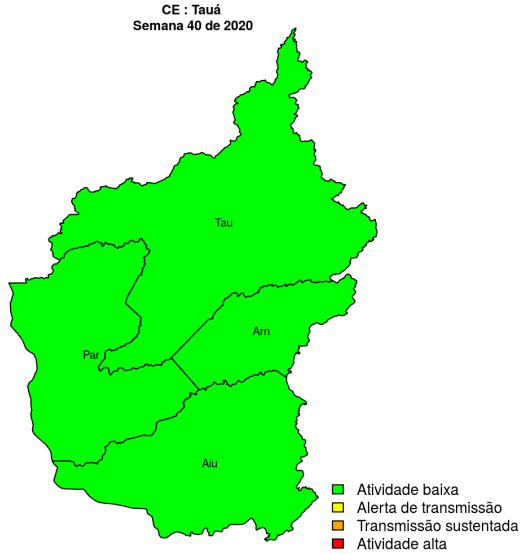 CE : Tauá
Semana 40 de 2020
Tau
Arn
Par
Aiu
Atividade baixa
Alerta de transmissão
Transmissão sustentada
Atividade alta